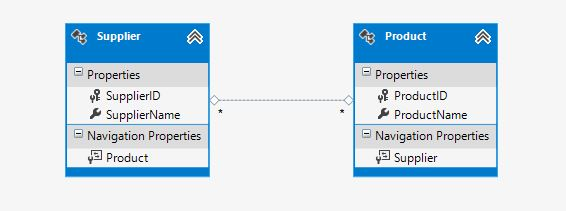 Supplier
Properties
SupplierID
SupplierName
Navigation Properties
Product
*
*
Product
Properties
ProductID
ProductName
Navigation Properties
Supplier